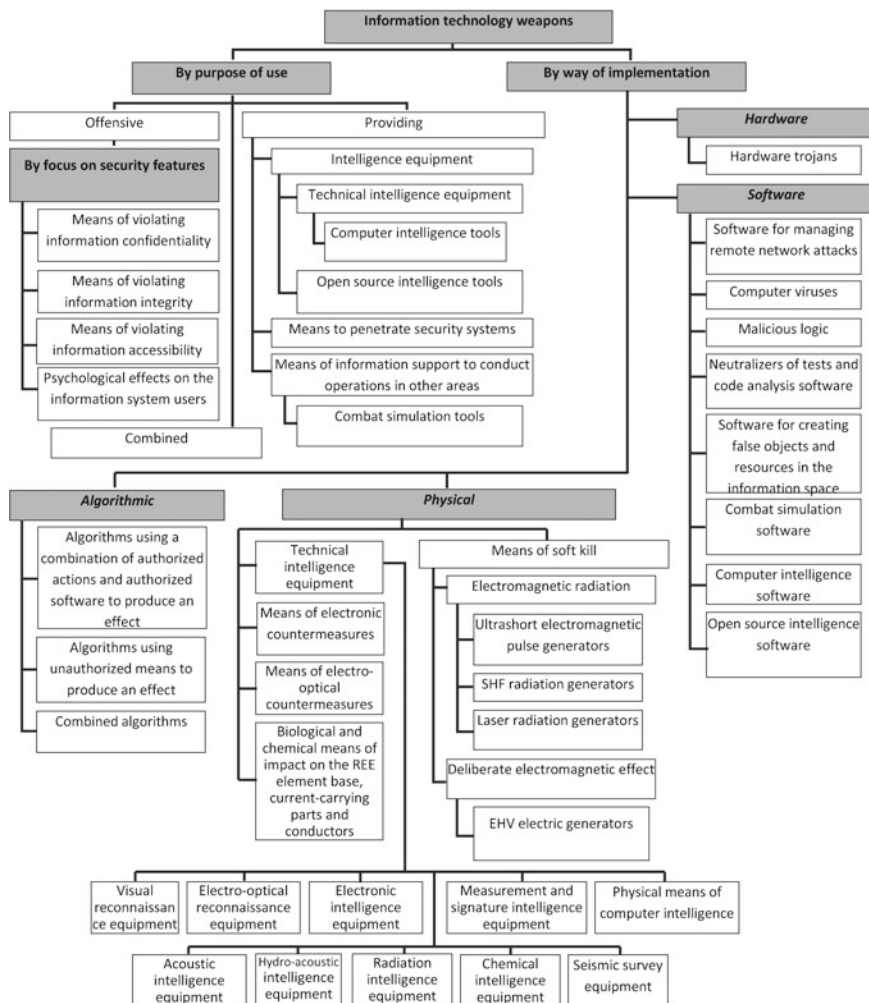 Information technology weapons
By purpose of use
By way of implementation
Offensive
Providing
Hardware
Hardware trojans
By focus on security features
Means of violating
information confidentiality
Means of violating
information integrity
Means of violating
information accessibility
Psychological effects on the
information system users
Combined
Intelligence equipment
Technical intelligence equipment
Computer intelligence tools
Open source intelligence tools
Means to penetrate security systems
Means of information support to conduct
operations in other areas
Combat simulation tools
Software
Software for managing
remote network attacks
Computer viruses
Malicious logic
Neutralizers of tests and
code analysis software
Software for creating
false objects and
resources in the
information space
Combat simulation
software
Computer intelligence
software
Open source intelligence
software
Algorithmic
Algorithms using a
combination of authorized
actions and authorized
software to produce an
effect
Algorithms using
unauthorized means to
produce an effect
Combined algorithms
Physical
Technical
intelligence
equipment
Means of electronic
countermeasures
Means of electro-
optical
countermeasures
Biological and
chemical means of
impact on the REE
element base,
current-carrying
parts and
conductors
Means of soft kill
Electromagnetic radiation
Ultrashort electromagnetic
pulse generators
SHF radiation generators
Laser radiation generators
Deliberate electromagnetic effect
EHV electric generators
Visual
reconnaissan
ce equipment
Electro-optical
reconnaissance
equipment
Electronic
intelligence
equipment
Measurement and
signature intelligence
equipment
Physical means of
computer intelligence
Acoustic
intelligence
equipment
Hydro-acoustic
intelligence
equipment
Radiation
intelligence
equipment
Chemical
intelligence
equipment
Seismic survey
equipment